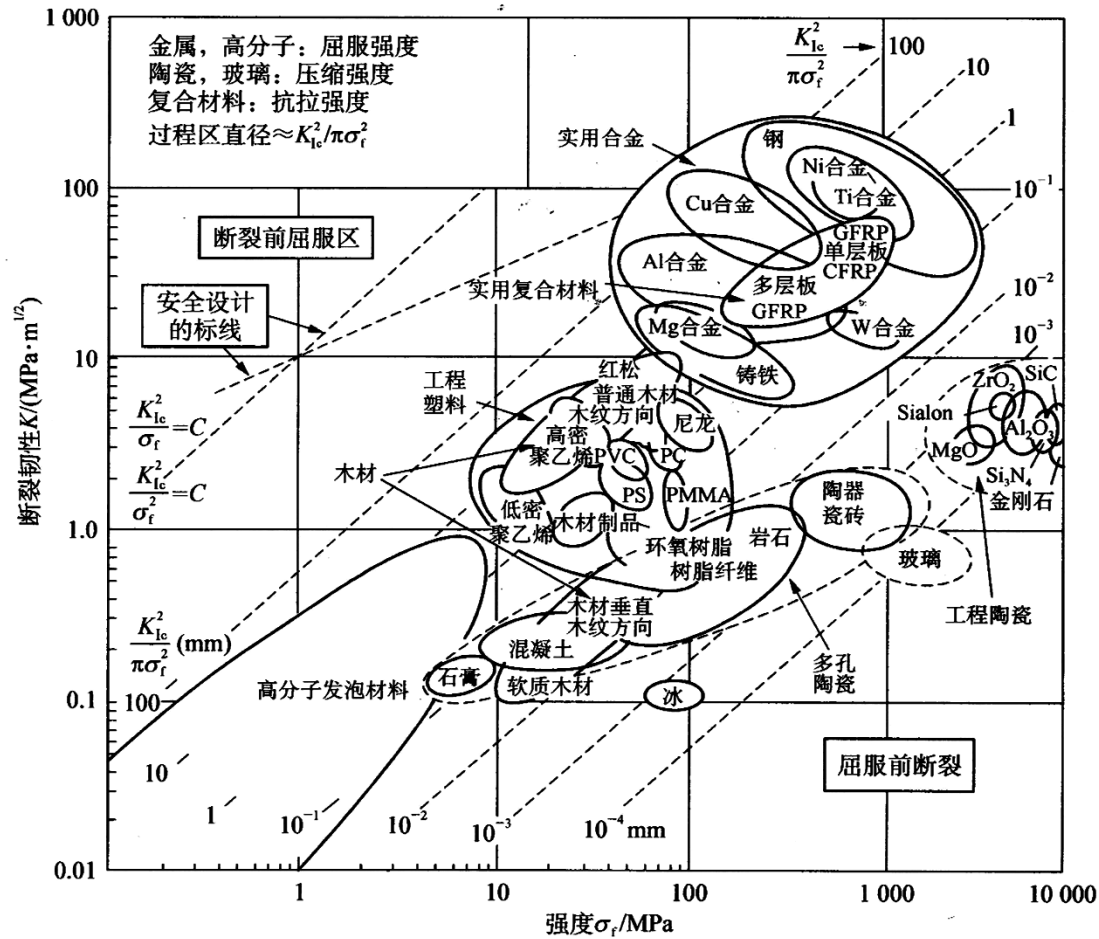 1 000
金属，高分子：屈服强度
陶瓷，玻璃：压缩强度
复合材料：抗拉强度
过程区直径≈K²Ic/πσ²f
K²Ic/πσ²f
100
10
1
实用合金
钢
Ni合金
Ti合金
100
10⁻¹
Cu合金
断裂前屈服区
GFRP
单层板
CFRP
Al合金
多层板
GFRP
10⁻²
安全设计
的标线
实用复合材料
Mg合金
W合金
10⁻³
10
铸铁
红松
普通木材
木纹方向
工程
塑料
ZrO₂
SiC
K²Ic/σf=C
尼龙
Sialon
Al₂O₃
高密
聚乙烯
PVC
PC
MgO
木材
Si₃N₄
K²Ic/σ²f=C
PS
PMMA
金刚石
低密
聚乙烯
木材制品
陶器
瓷砖
1.0
环氧树脂
树脂纤维
岩石
玻璃
木材垂直
木纹方向
工程陶瓷
K²Ic/πσ²f(mm)
混凝土
多孔
陶瓷
石膏
高分子发泡材料
软质木材
冰
0.1
100
屈服前断裂
10
1
10⁻¹
10⁻²
10⁻³
10⁻⁴ mm
0.01
1
10
100
1 000
10 000
断裂韧性K/(MPa·m¹/²)
强度σf/MPa